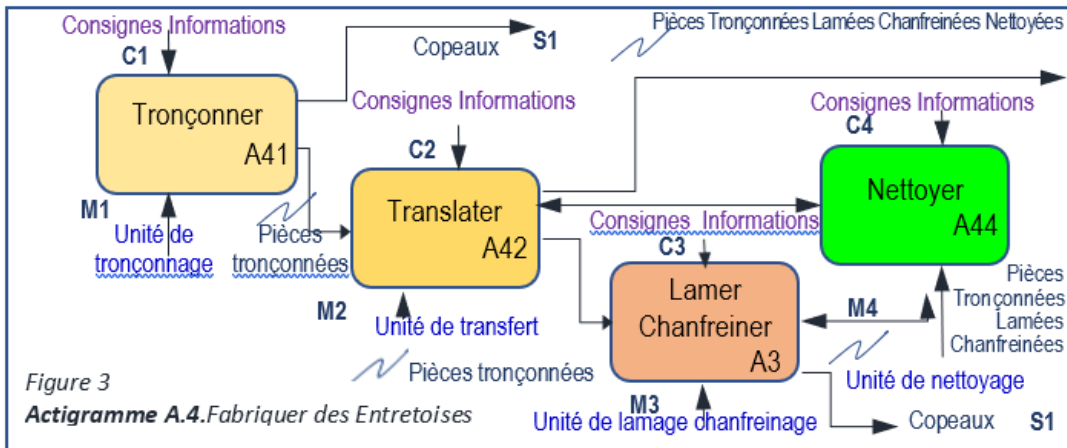 Pièces Tronçonnées Lamées Chanfreinées Nettoyées
Consignes Informations
C1
Copeaux S1
Tronçonner
A41
M1
Unité de
tronçonnage
Pièces
tronçonnées
Consignes Informations
C2
Translater
A42
M2
Unité de transfert
Pièces tronçonnées
Consignes Informations
C3
Lamer
Chanfreiner
A3
M3
Unité de lamage chanfreinage
Copeaux S1
Consignes Informations
C4
Nettoyer
A44
M4
Unité de nettoyage
Pièces
Tronçonnées
Lamées
Chanfreinées
Figure 3
Actigramme A.4.Fabriquer des Entretoises